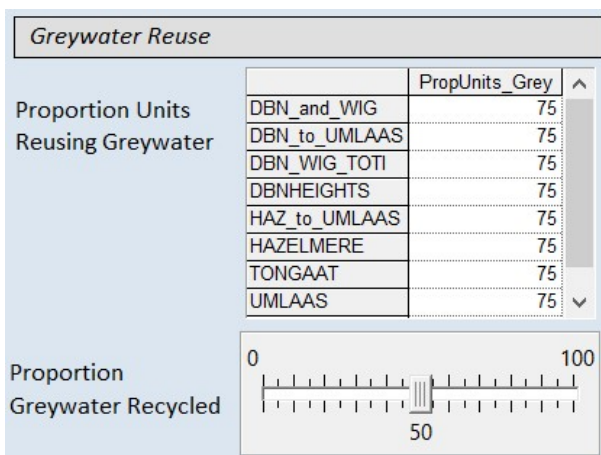 Greywater Reuse
PropUnits_Grey
Proportion Units
Reusing Greywater
DBN_and_WIG 75
DBN_to_UMLAAS 75
DBN_WIG_TOTI 75
DBNHEIGHTS 75
HAZ_to_UMLAAS 75
HAZELMERE 75
TONGAAT 75
UMLAAS 75
Proportion
Greywater Recycled
0 100
50